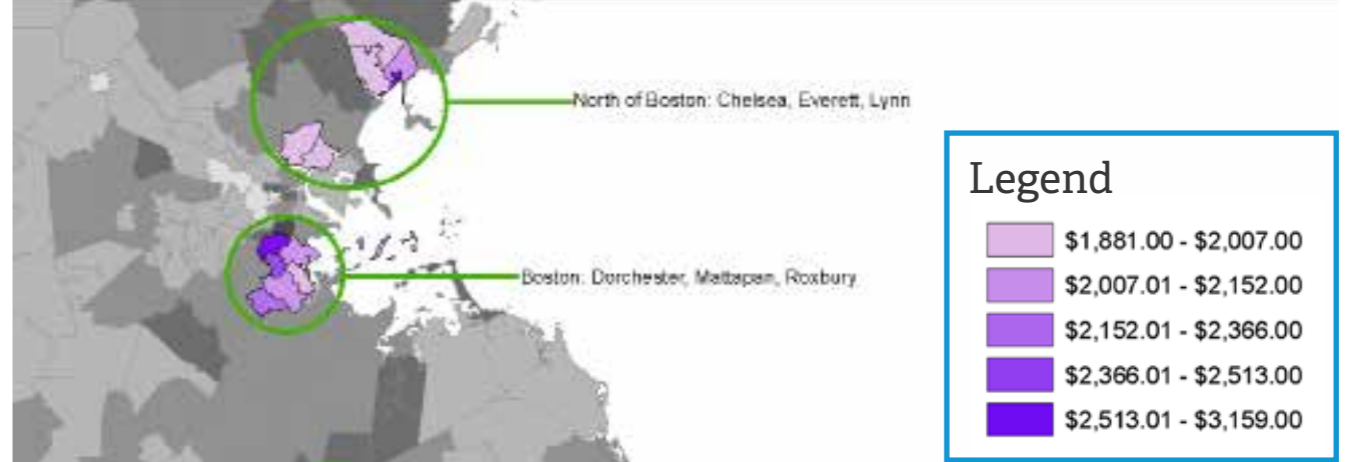 North of Boston: Chelsea, Everett, Lynn
Boston: Dorchester, Mattapan, Roxbury
Legend
$1,881.00 - $2,007.00
$2,007.01 - $2,152.00
$2,152.01 - $2,366.00
$2,366.01 - $2,513.00
$2,513.01 - $3,159.00